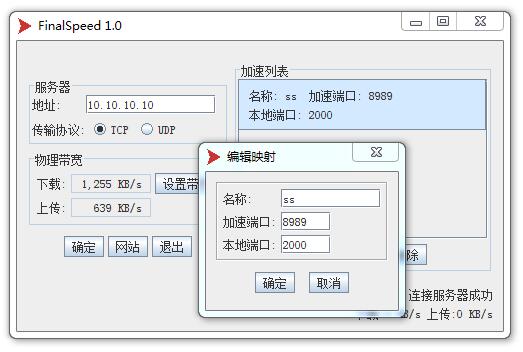 FinalSpeed 1.0
服务器
地址: 10.10.10.10
传输协议: TCP UDP
物理带宽
下载: 1,255 KB/s 设置带
上传: 639 KB/s
确定 网站 退出
加速列表
名称: ss 加速端口: 8989
本地端口: 2000
除
连接服务器成功
KB/s 上传:0 KB/s
编辑映射
名称: ss
加速端口: 8989
本地端口: 2000
确定 取消